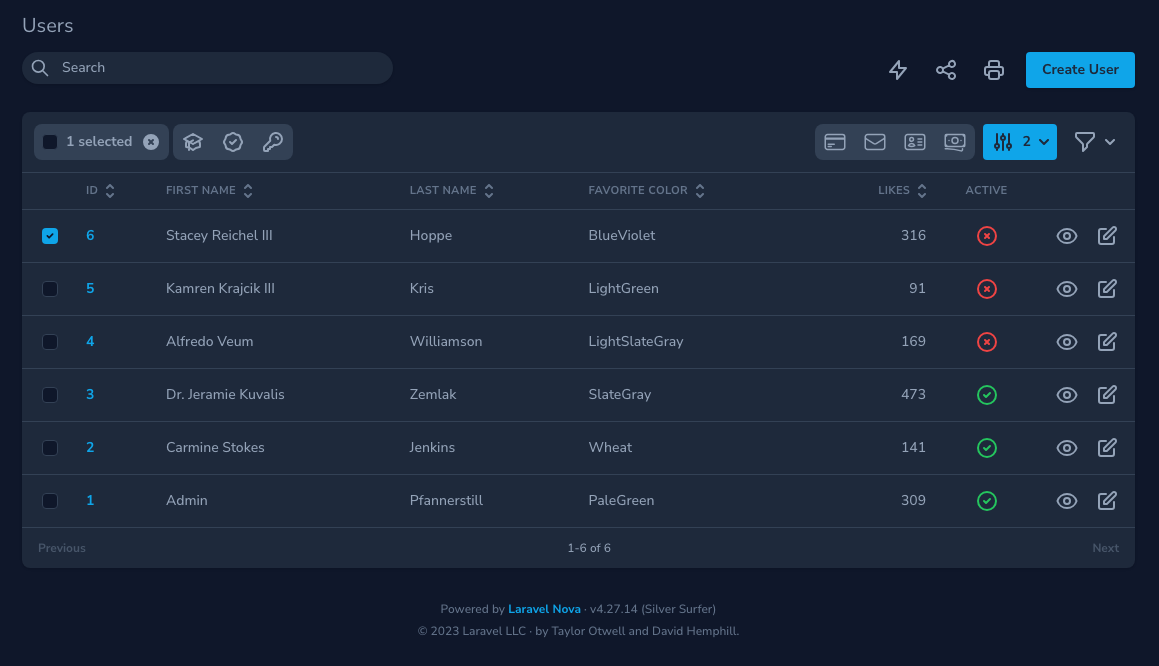 Users
Search
Create User
1 selected
2
ID FIRST NAME LAST NAME FAVORITE COLOR LIKES ACTIVE
6 Stacey Reichel III Hoppe BlueViolet 316
5 Kamren Krajcik III Kris LightGreen 91
4 Alfredo Veum Williamson LightSlateGray 169
3 Dr. Jeramie Kuvalis Zemlak SlateGray 473
2 Carmine Stokes Jenkins Wheat 141
1 Admin Pfannerstill PaleGreen 309
Previous 1-6 of 6 Next
Powered by Laravel Nova · v4.27.14 (Silver Surfer)
© 2023 Laravel LLC · by Taylor Otwell and David Hemphill.